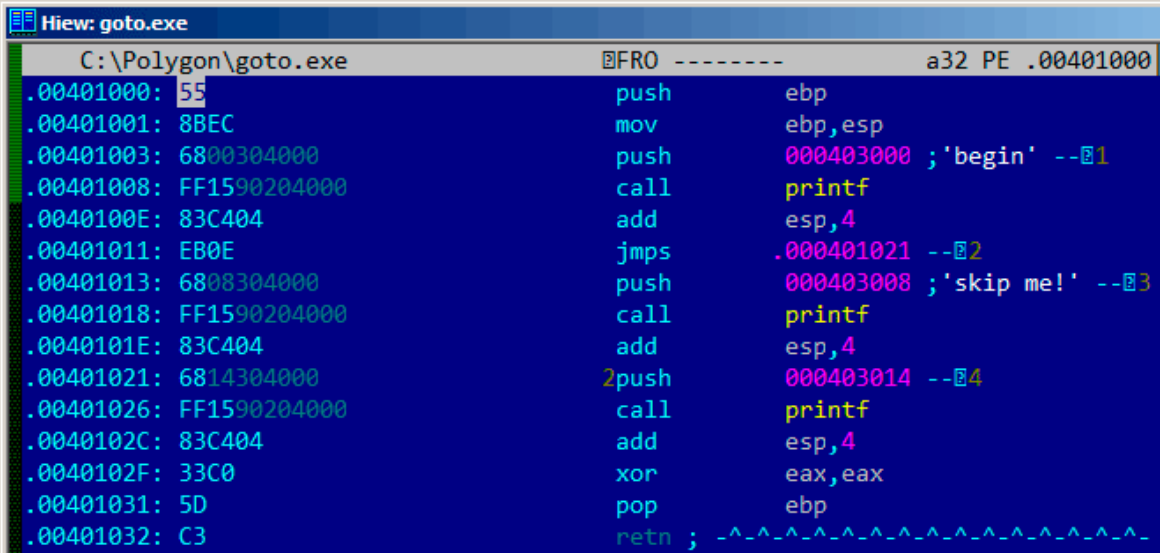 Hiew: goto.exe
C:\Polygon\goto.exe FRO -------- a32 PE .00401000
.00401000: 55 push ebp
.00401001: 8BEC mov ebp,esp
.00401003: 6800304000 push 000403000 ;'begin' --1
.00401008: FF1590204000 call printf
.0040100E: 83C404 add esp,4
.00401011: EB0E jmps .000401021 --2
.00401013: 6808304000 push 000403008 ;'skip me!' --3
.00401018: FF1590204000 call printf
.0040101E: 83C404 add esp,4
.00401021: 6814304000 2push 000403014 --4
.00401026: FF1590204000 call printf
.0040102C: 83C404 add esp,4
.0040102F: 33C0 xor eax,eax
.00401031: 5D pop ebp
.00401032: C3 retn ; -^-^-^-^-^-^-^-^-^-^-^-^-^-^-^-